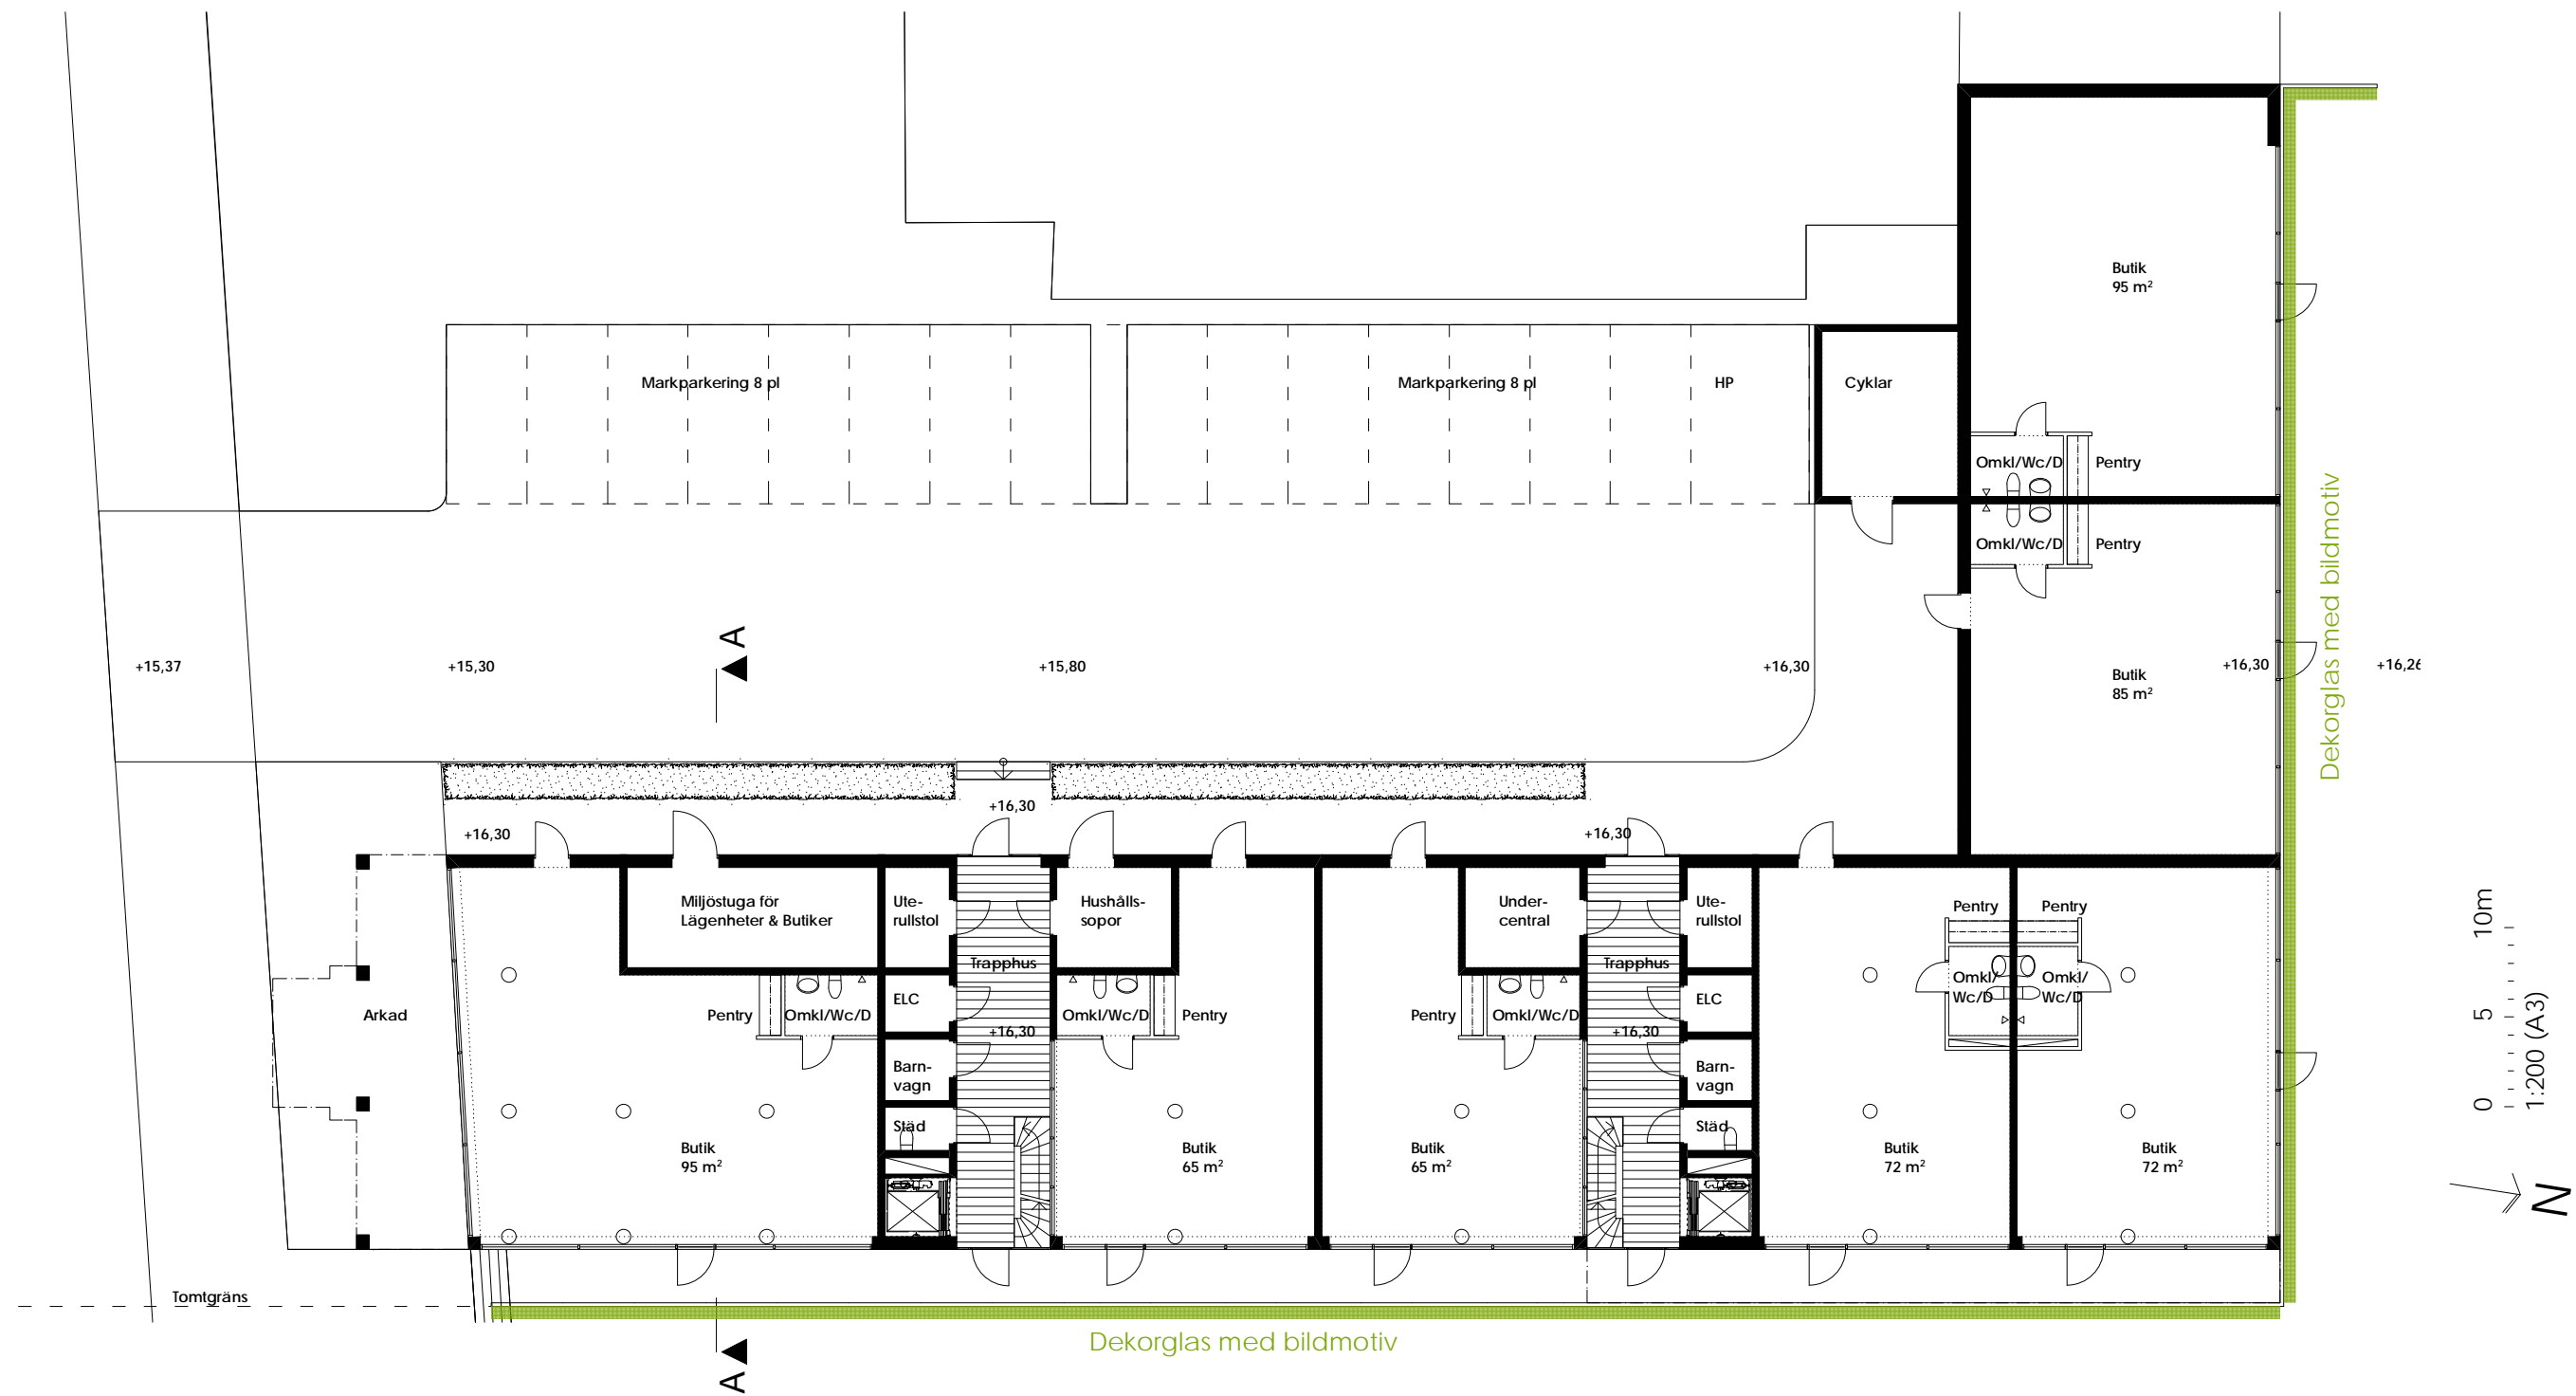 Butik
95 m²
Markparkering 8 pl
Markparkering 8 pl
HP
Cyklar
Omkl/Wc/D
Pentry
Omkl/Wc/D
Pentry
Dekorglas med bildmotiv
A
+15,37
+15,30
+15,80
+16,30
Butik
85 m²
+16,30
+16,26
+16,30
+16,30
+16,30
Miljöstuga för
Lägenheter & Butiker
Ute-
rullstol
Hushålls-
sopor
Under-
central
Ute-
rullstol
Pentry
Pentry
Trapphus
Trapphus
Omkl/
Wc/D
Omkl/
Wc/D
Arkad
Pentry
Omkl/Wc/D
ELC
+16,30
Omkl/Wc/D
Pentry
Pentry
Omkl/Wc/D
+16,30
ELC
Barn-
vagn
Barn-
vagn
Städ
Städ
Butik
95 m²
Butik
65 m²
Butik
65 m²
Butik
72 m²
Butik
72 m²
0 5 10m
1:200 (A3)
N
Tomtgräns
Dekorglas med bildmotiv
A